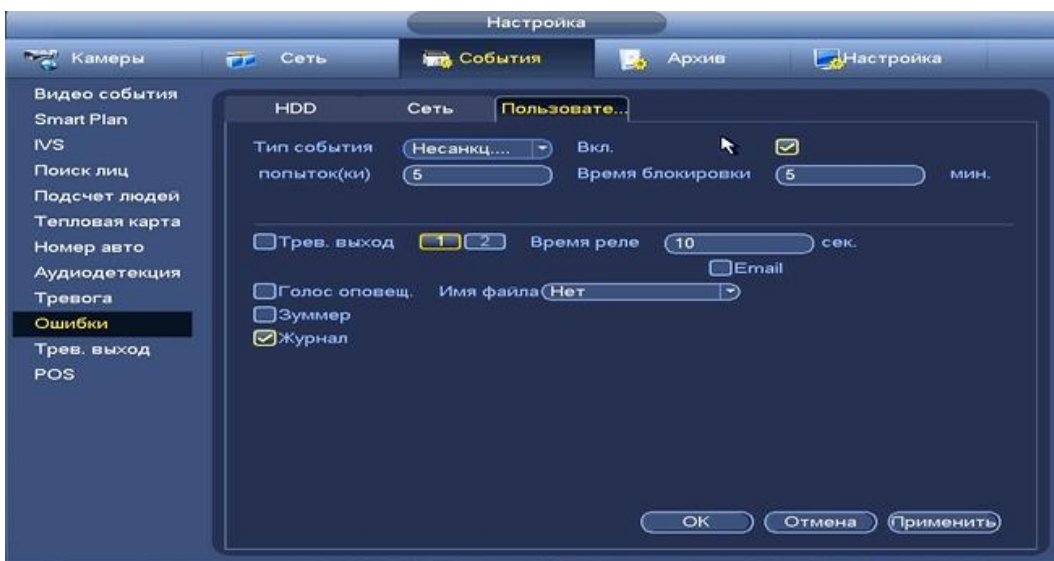 Настройка
Камеры Сеть События Архив Настройка
Видео события
Smart Plan
IVS
Поиск лиц
Подсчет людей
Тепловая карта
Номер авто
Аудиодетекция
Тревога
Ошибки
Трев. выход
POS
HDD Сеть Пользовате...
Тип события Несанкц.... Вкл.
попыток(ки) 5 Время блокировки 5 мин.
Трев. выход 1 2 Время реле 10 сек.
Email
Голос оповещ. Имя файла Нет
Зуммер
Журнал
OK Отмена Применить